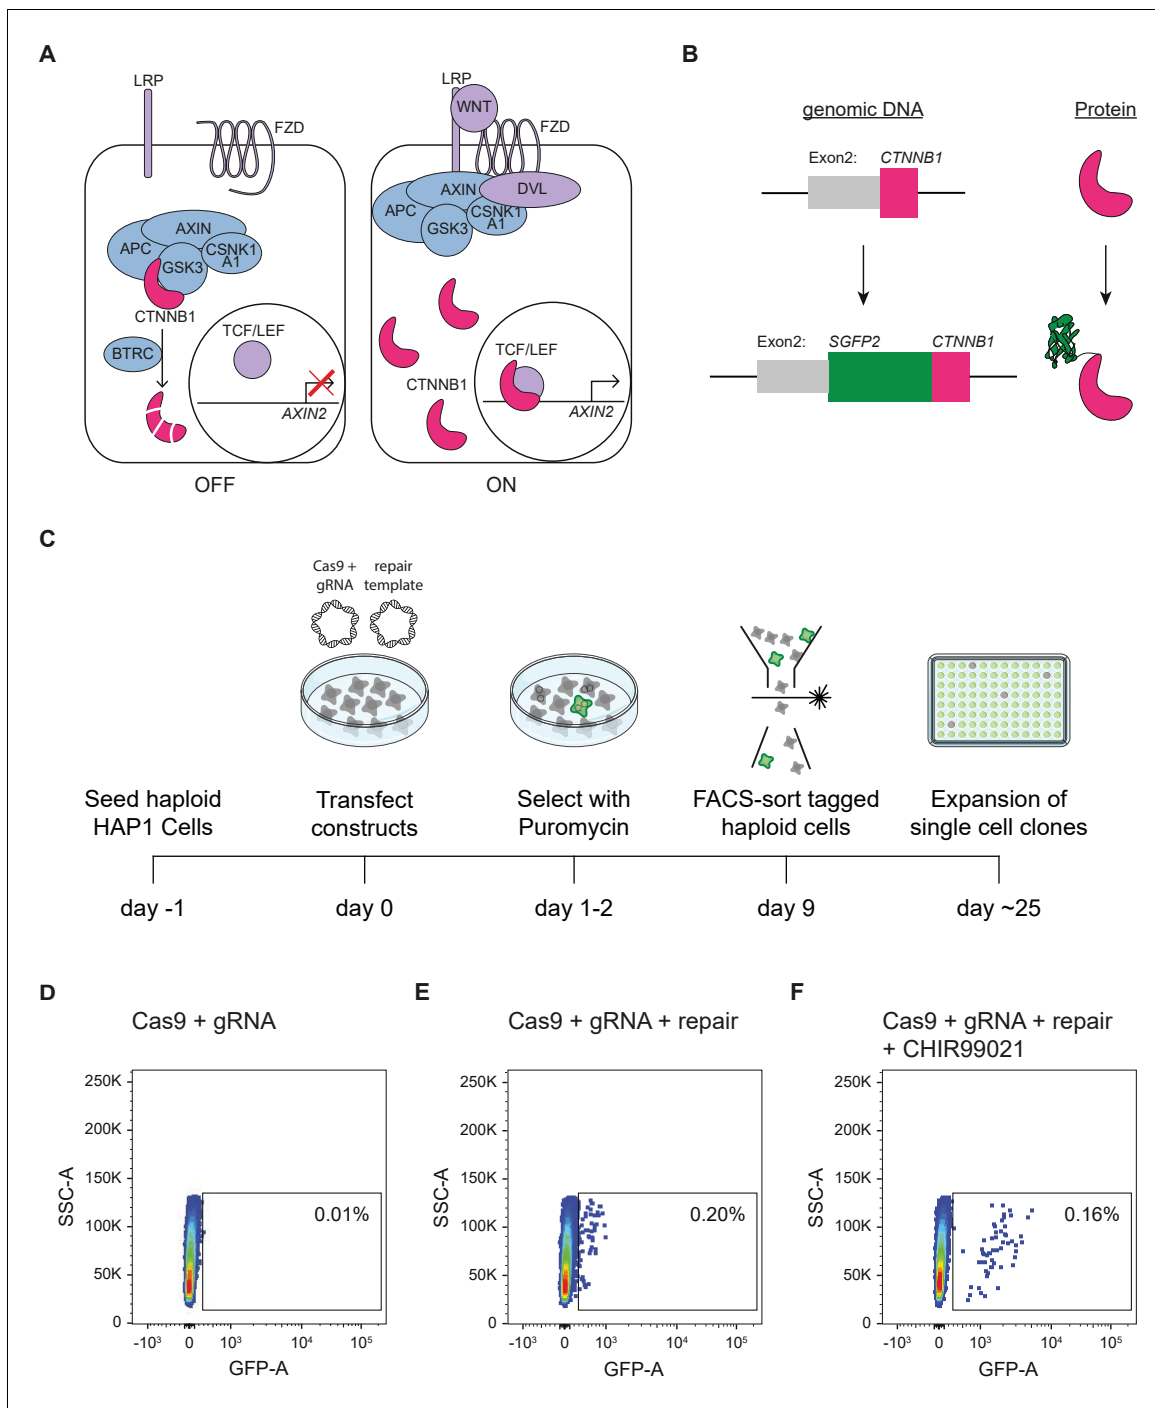 A
LRP
FZD
AXIN
APC
CSNK1
A1
GSK3
CTNNB1
BTRC
TCF/LEF
AXIN2
OFF
LRP
WNT
FZD
AXIN
DVL
APC
CSNK1
A1
GSK3
CTNNB1
TCF/LEF
AXIN2
ON
B
genomic DNA
Protein
Exon2:
CTNNB1
Exon2:
SGFP2
CTNNB1
C
Cas9 +
gRNA
repair
template
Seed haploid
HAP1 Cells
Transfect
constructs
Select with
Puromycin
FACS-sort tagged
haploid cells
Expansion of
single cell clones
day -1
day 0
day 1-2
day 9
day ~25
D
Cas9 + gRNA
250K
200K
150K
100K
50K
0
SSC-A
0.01%
-10³ 0 10³ 10⁴ 10⁵
GFP-A
E
Cas9 + gRNA + repair
250K
200K
150K
100K
50K
0
SSC-A
0.20%
-10³ 0 10³ 10⁴ 10⁵
GFP-A
F
Cas9 + gRNA + repair
+ CHIR99021
250K
200K
150K
100K
50K
0
SSC-A
0.16%
-10³ 0 10³ 10⁴ 10⁵
GFP-A